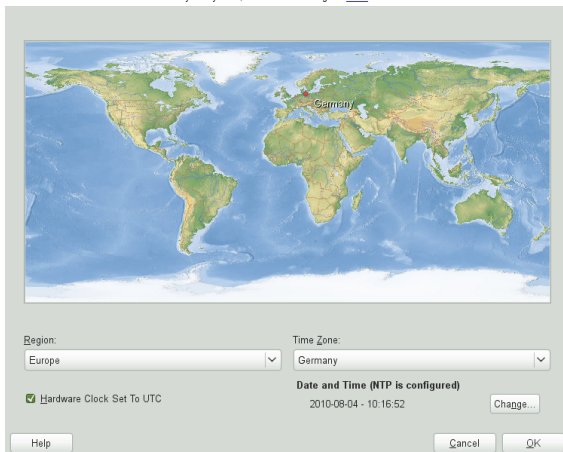 Germany
Region:
Time Zone:
Europe
Germany
Hardware Clock Set To UTC
Date and Time (NTP is configured)
2010-08-04 - 10:16:52
Change...
Help
Cancel
OK